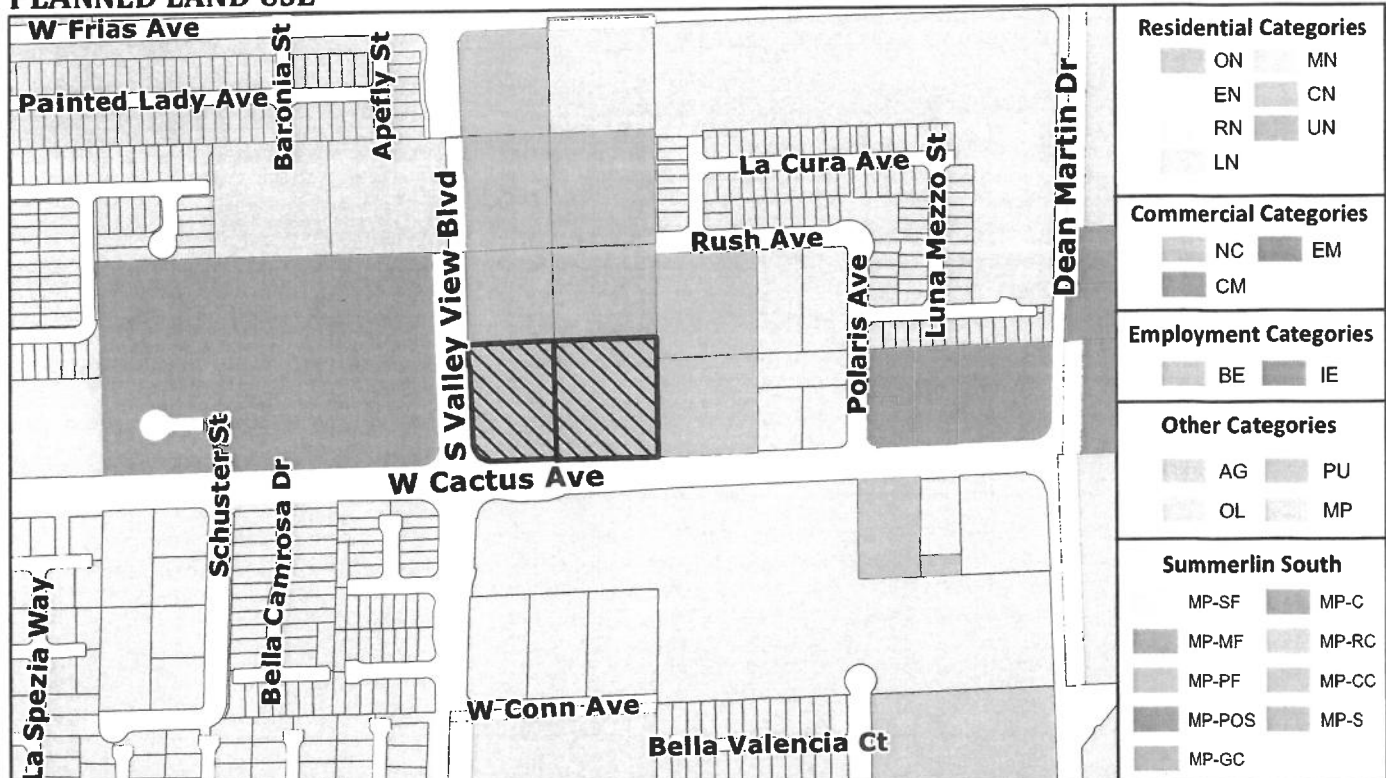 PLANNED LAND USE
W Frias Ave
Painted Lady Ave
Baronia St
Apefly St
S Valley View Blvd
La Cura Ave
Luna Mezzo St
Rush Ave
Polaris Ave
Dean Martin Dr
Schuster St
W Cactus Ave
Bella Camrosa Dr
La Spezia Way
W Conn Ave
Bella Valencia Ct
Residential Categories
ON MN
EN CN
RN UN
LN
Commercial Categories
NC EM
CM
Employment Categories
BE IE
Other Categories
AG PU
OL MP
Summerlin South
MP-SF MP-C
MP-MF MP-RC
MP-PF MP-CC
MP-POS MP-S
MP-GC